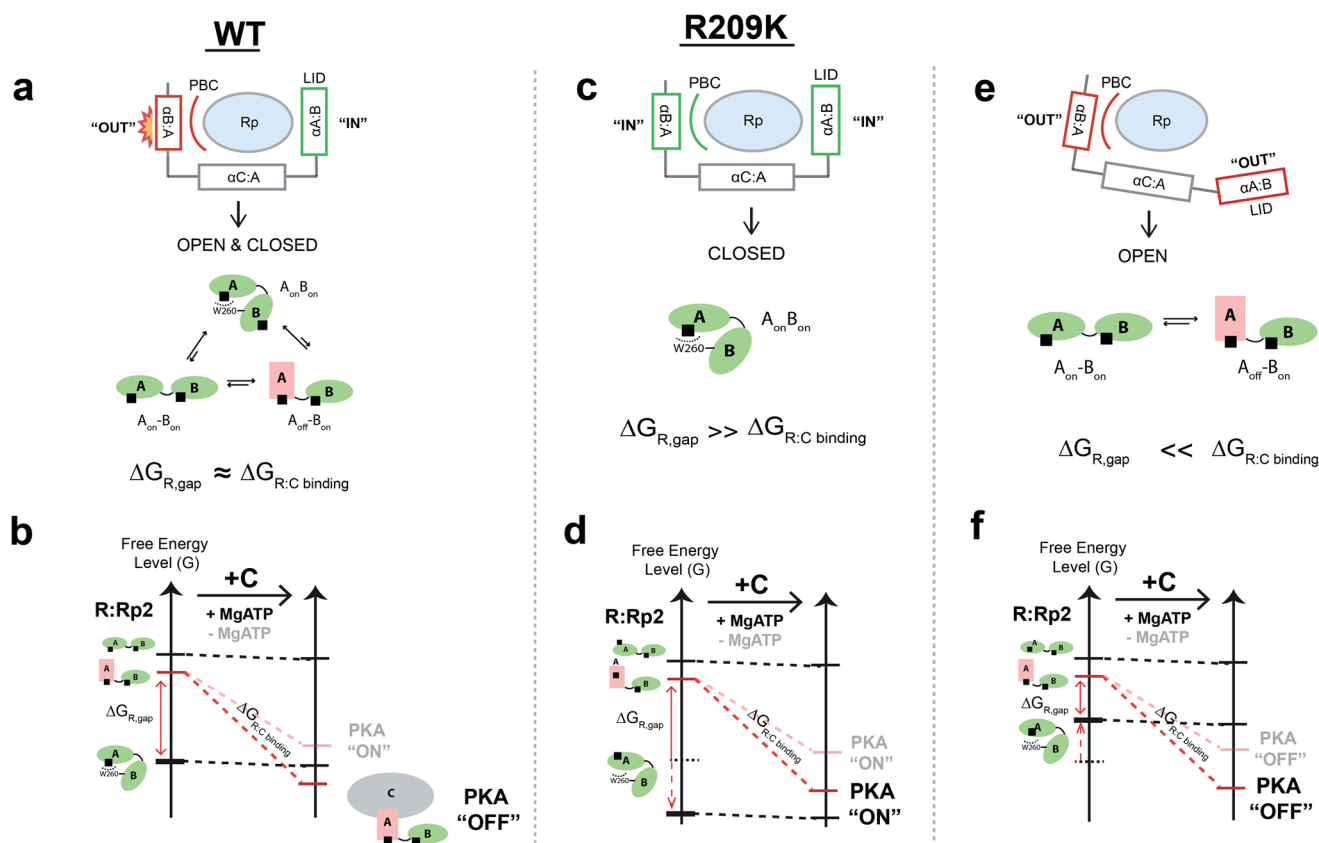 WT
R209K
a
PBC
LID
"OUT"
αB:A
Rp
αA:B
"IN"
αC:A
OPEN & CLOSED
A
W260
B
AonBon
A
B
A
B
Aon-Bon
Aoff-Bon
ΔGR,gap ≈ ΔGR:C binding
b
Free Energy
Level (G)
+C
R:Rp2
+ MgATP
- MgATP
A
B
A
B
ΔGR,gap
ΔGR:C binding
A
W260
B
PKA
"ON"
C
A
B
PKA
"OFF"
c
PBC
LID
"IN"
αB:A
Rp
αA:B
"IN"
αC:A
CLOSED
A
W260
B
AonBon
ΔGR,gap >> ΔGR:C binding
d
Free Energy
Level (G)
+C
R:Rp2
+ MgATP
- MgATP
A
B
A
B
ΔGR,gap
ΔGR:C binding
A
W260
B
PKA
"ON"
PKA
"ON"
e
PBC
"OUT"
αB:A
Rp
αC:A
"OUT"
αA:B
LID
OPEN
A
B
A
B
Aon-Bon
Aoff-Bon
ΔGR,gap << ΔGR:C binding
f
Free Energy
Level (G)
+C
R:Rp2
+ MgATP
- MgATP
A
B
A
B
ΔGR,gap
ΔGR:C binding
A
W260
B
PKA
"OFF"
PKA
"OFF"